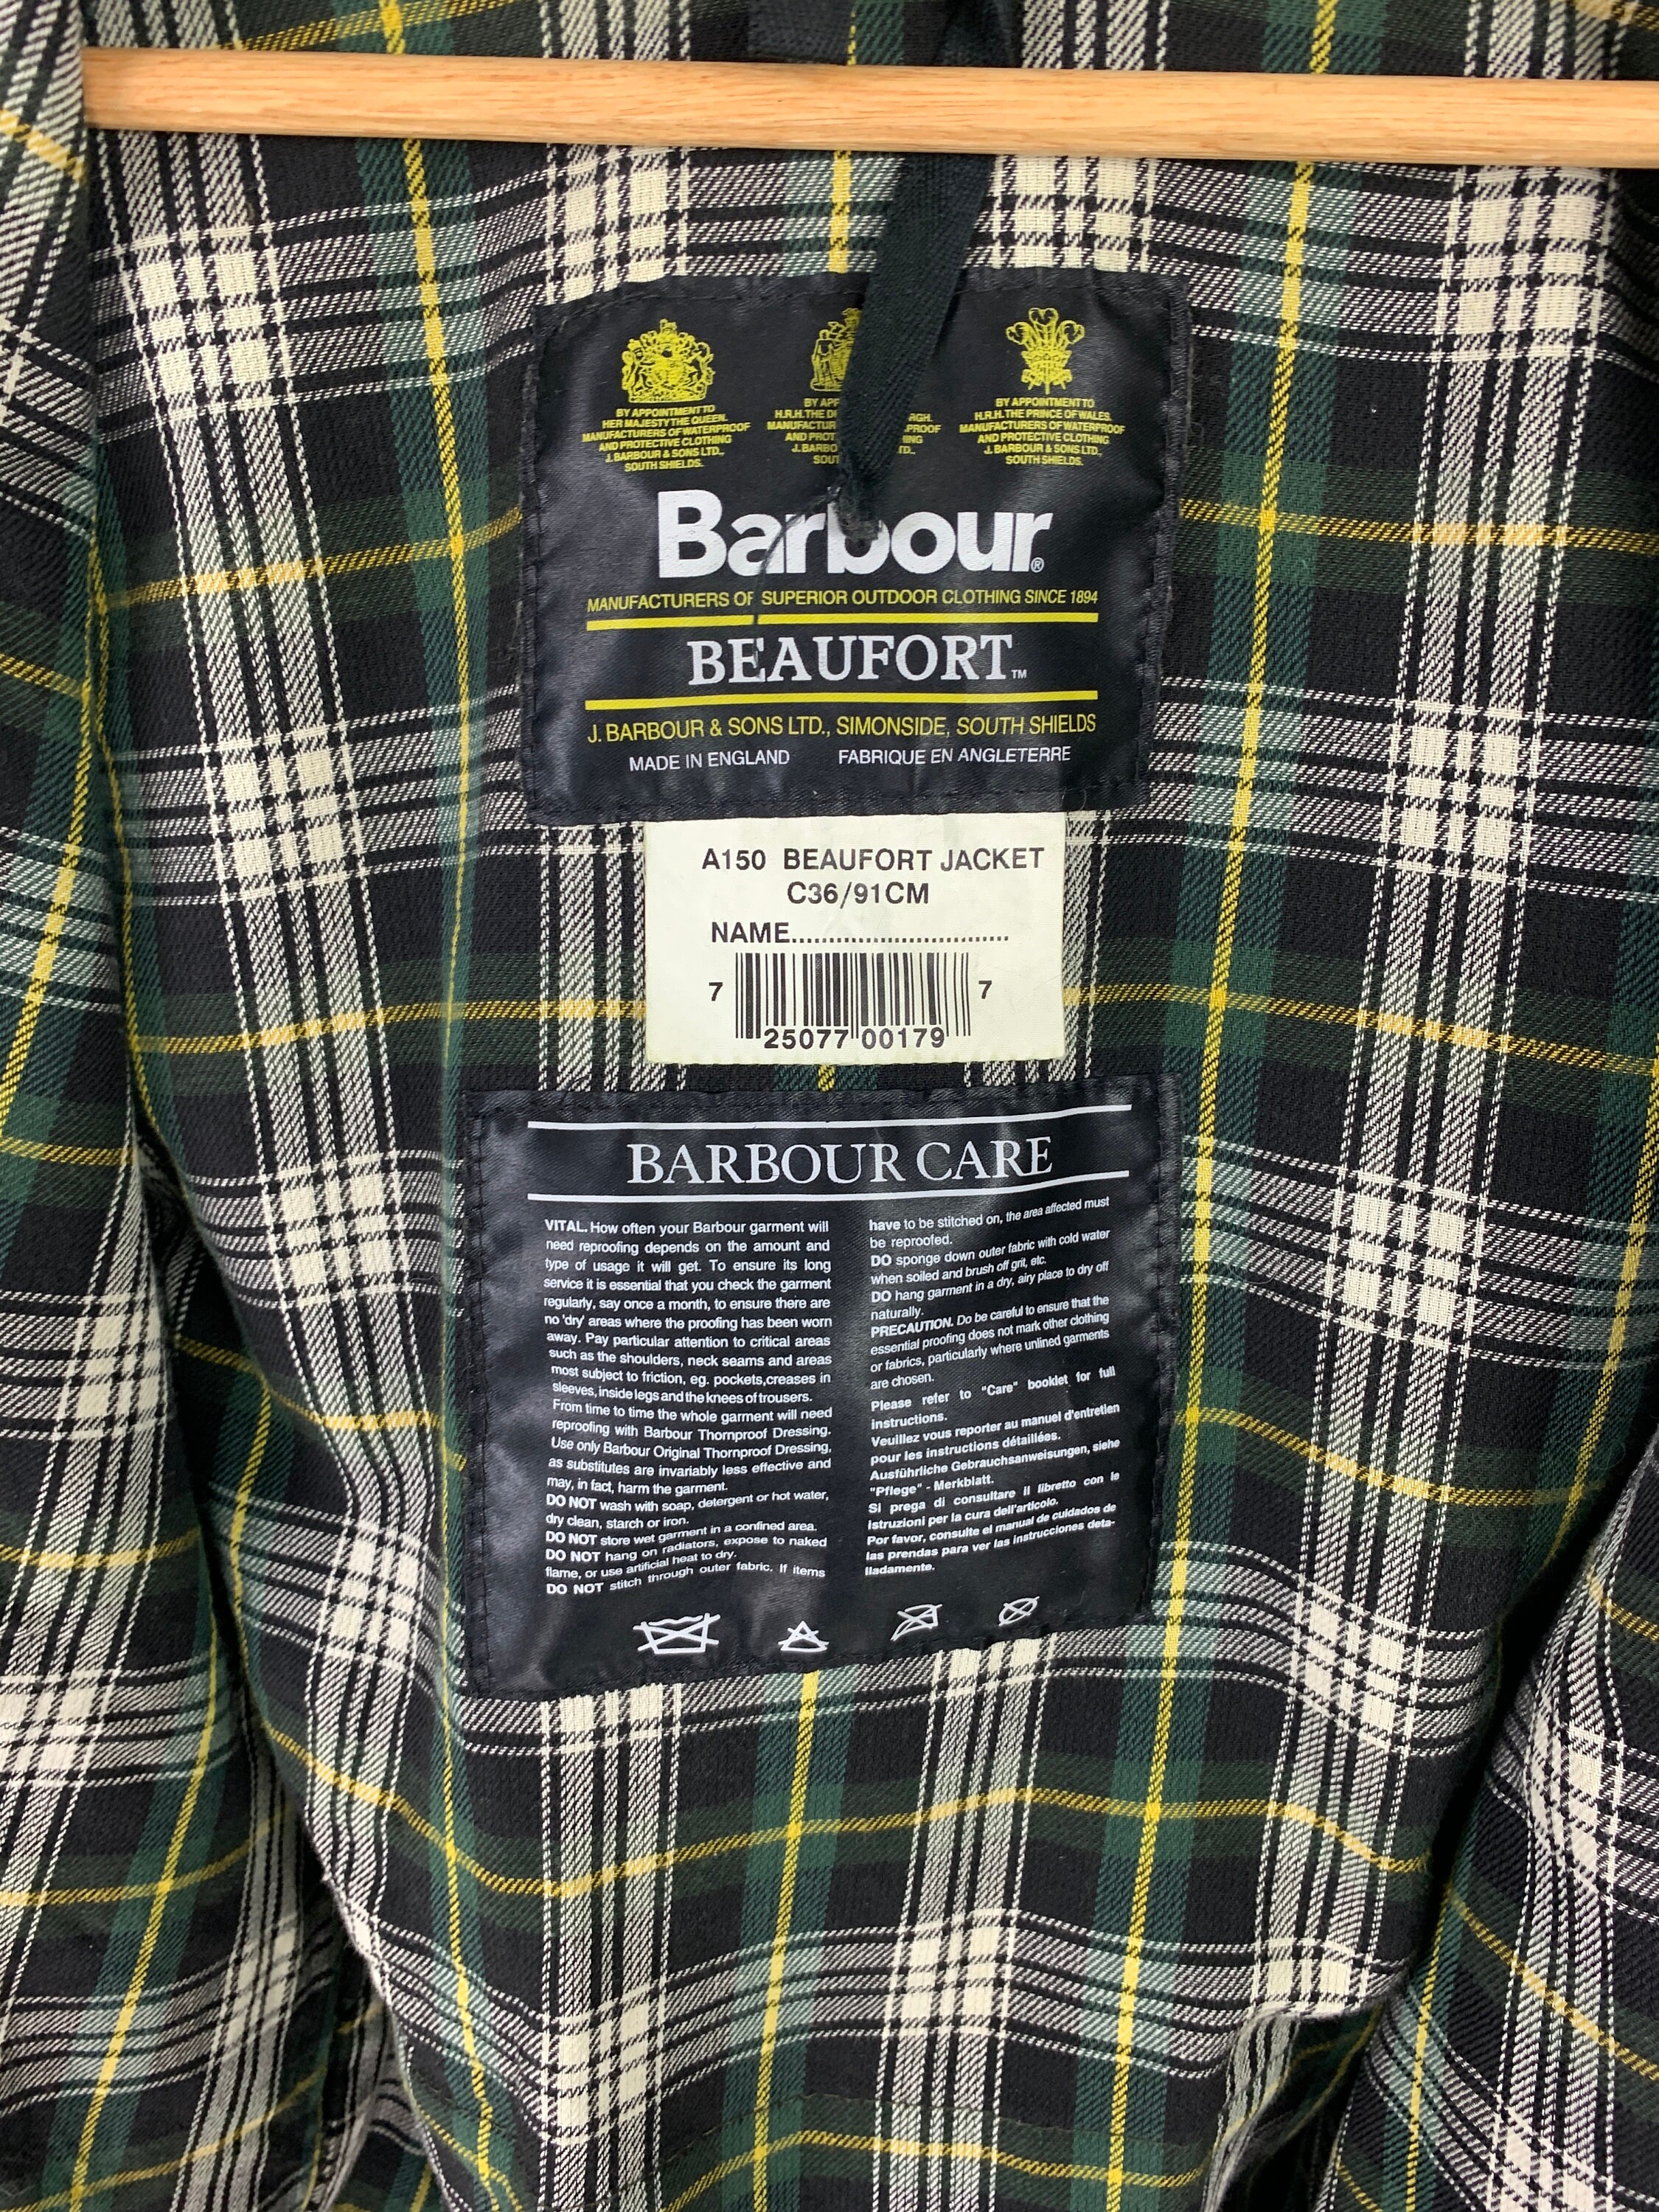 BY APPOINTMENT TO
HER MAJESTY THE QUEEN.
MANUFACTURERS OF WATERPROOF
AND PROTECTIVE CLOTHING
J. BARBOUR & SONS LTD.,
SOUTH SHIELDS.
BY
H.R.H. THE
AND
J.
BY APPOINTMENT TO
H.R.H. THE PRINCE OF WALES.
MANUFACTURERS OF WATERPROOF
AND PROTECTIVE CLOTHING
J. BARBOUR & SONS LTD.,
SOUTH SHIELDS.
Barbour®
MANUFACTURERS OF SUPERIOR OUTDOOR CLOTHING SINCE 1894
BEAUFORT™
J. BARBOUR & SONS LTD., SIMONSIDE, SOUTH SHIELDS
MADE IN ENGLAND FABRIQUE EN ANGLETERRE
A150 BEAUFORT JACKET
C36/91CM
NAME..............................
7 25077 00179 7
BARBOUR CARE
VITAL. How often your Barbour garment will
need reproofing depends on the amount and
type of usage it will get. To ensure its long
service it is essential that you check the garment
regularly, say once a month, to ensure there are
no 'dry' areas where the proofing has been worn
away. Pay particular attention to critical areas
such as the shoulders, neck seams and areas
most subject to friction, eg. pockets,creases in
sleeves, inside legs and the knees of trousers.
From time to time the whole garment will need
reproofing with Barbour Thornproof Dressing.
Use only Barbour Original Thornproof Dressing,
as substitutes are invariably less effective and
may, in fact, harm the garment.
DO NOT wash with soap, detergent or hot water,
dry clean, starch or iron.
DO NOT store wet garment in a confined area.
DO NOT hang on radiators, expose to naked
flame, or use artificial heat to dry.
DO NOT stitch through outer fabric. If items
have to be stitched on, the area affected must
be reproofed.
DO sponge down outer fabric with cold water
when soiled and brush off grit, etc.
DO hang garment in a dry, airy place to dry off
naturally.
PRECAUTION. Do be careful to ensure that the
essential proofing does not mark other clothing
or fabrics, particularly where unlined garments
are chosen.
Please refer to "Care" booklet for full
instructions.
Veuillez vous reporter au manuel d'entretien
pour les instructions détaillées.
Ausführliche Gebrauchsanweisungen, siehe
"Pflege" - Merkblatt.
Si prega di consultare il libretto con le
istruzioni per la cura dell'articolo.
Por favor, consulte el manual de cuidados de
las prendas para ver las instrucciones deta-
lladamente.